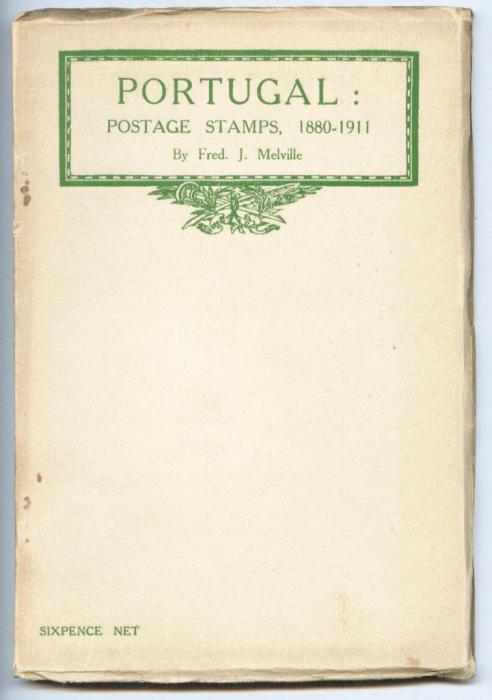 PORTUGAL :
POSTAGE STAMPS, 1880-1911
By Fred. J. Melville
SIXPENCE NET